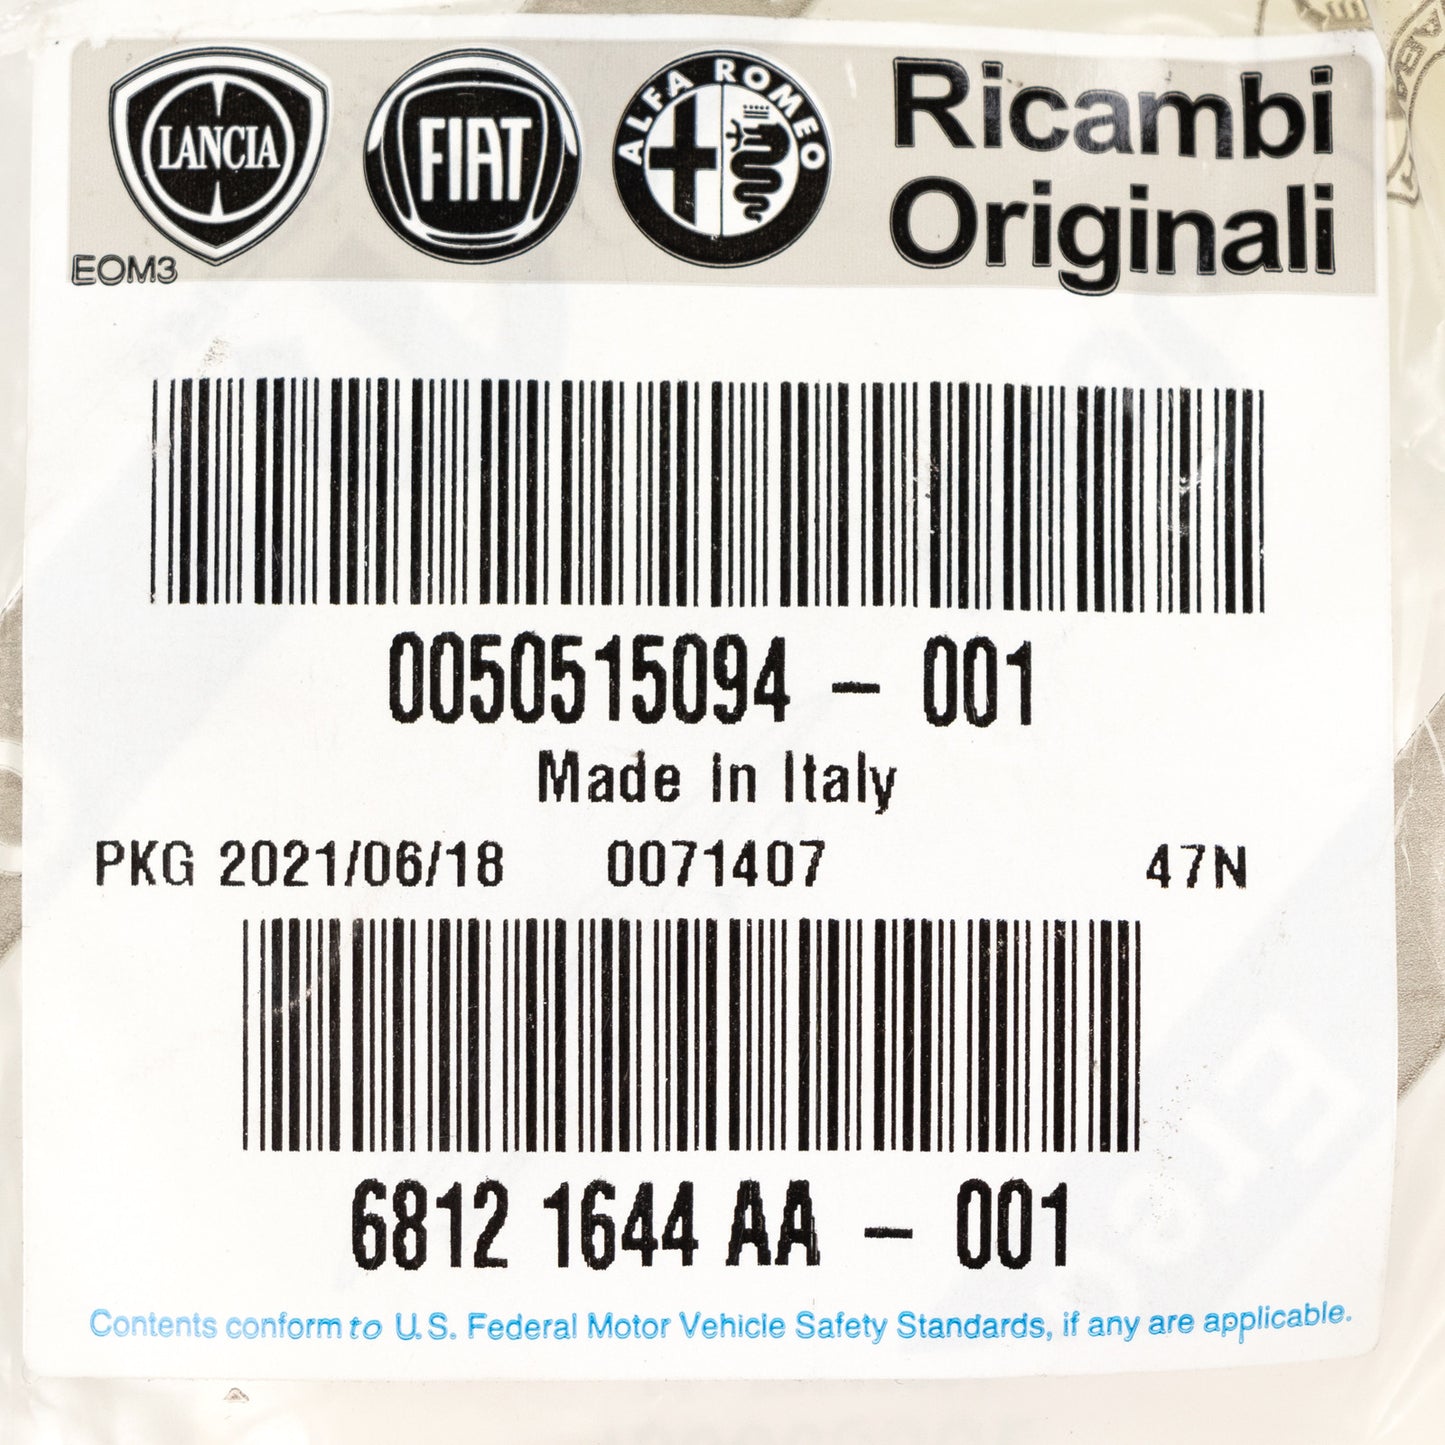 LANCIA
FIAT
ALFA ROMEO
Ricambi
Originali
EOM3
0050515094 - 001
Made in Italy
PKG 2021/06/18 0071407 47N
6812 1644 AA - 001
Contents conform to U.S. Federal Motor Vehicle Safety Standards, if any are applicable.